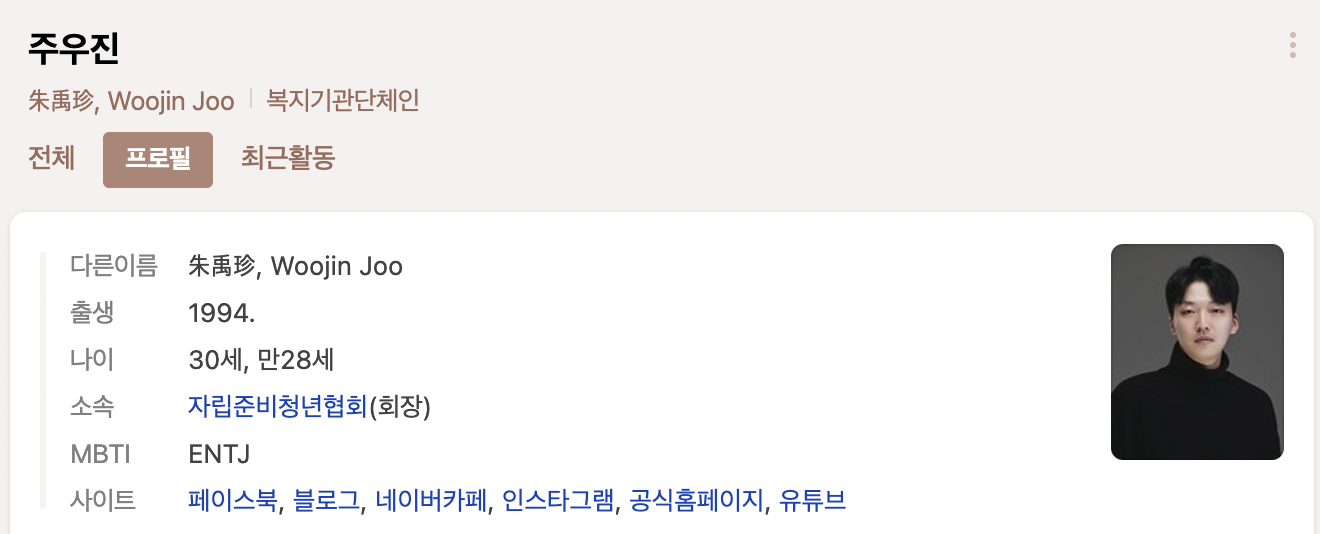 주우진
朱禹珍, Woojin Joo 복지기관단체인
전체 프로필 최근활동
다른이름 朱禹珍, Woojin Joo
출생 1994.
나이 30세, 만28세
소속 자립준비청년협회(회장)
MBTI ENTJ
사이트 페이스북, 블로그, 네이버카페, 인스타그램, 공식홈페이지, 유튜브